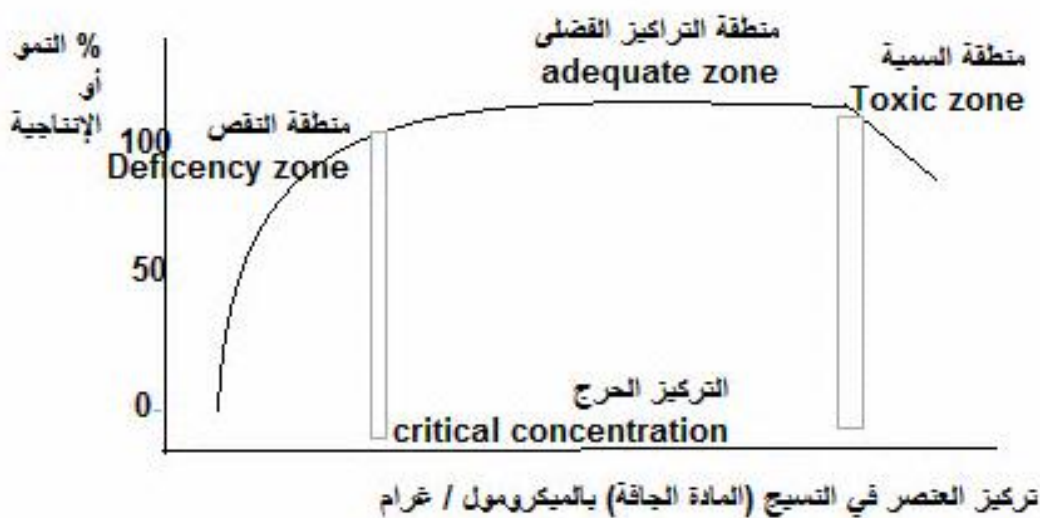 % النمو
أو
الإنتاجية
100
50
0
منطقة النقص
Deficency zone
منطقة التراكيز الفضلى
adequate zone
منطقة السمية
Toxic zone
التركيز الحرج
critical concentration
تركيز العنصر في النسيج (المادة الجافة) بالميكرومول / غرام